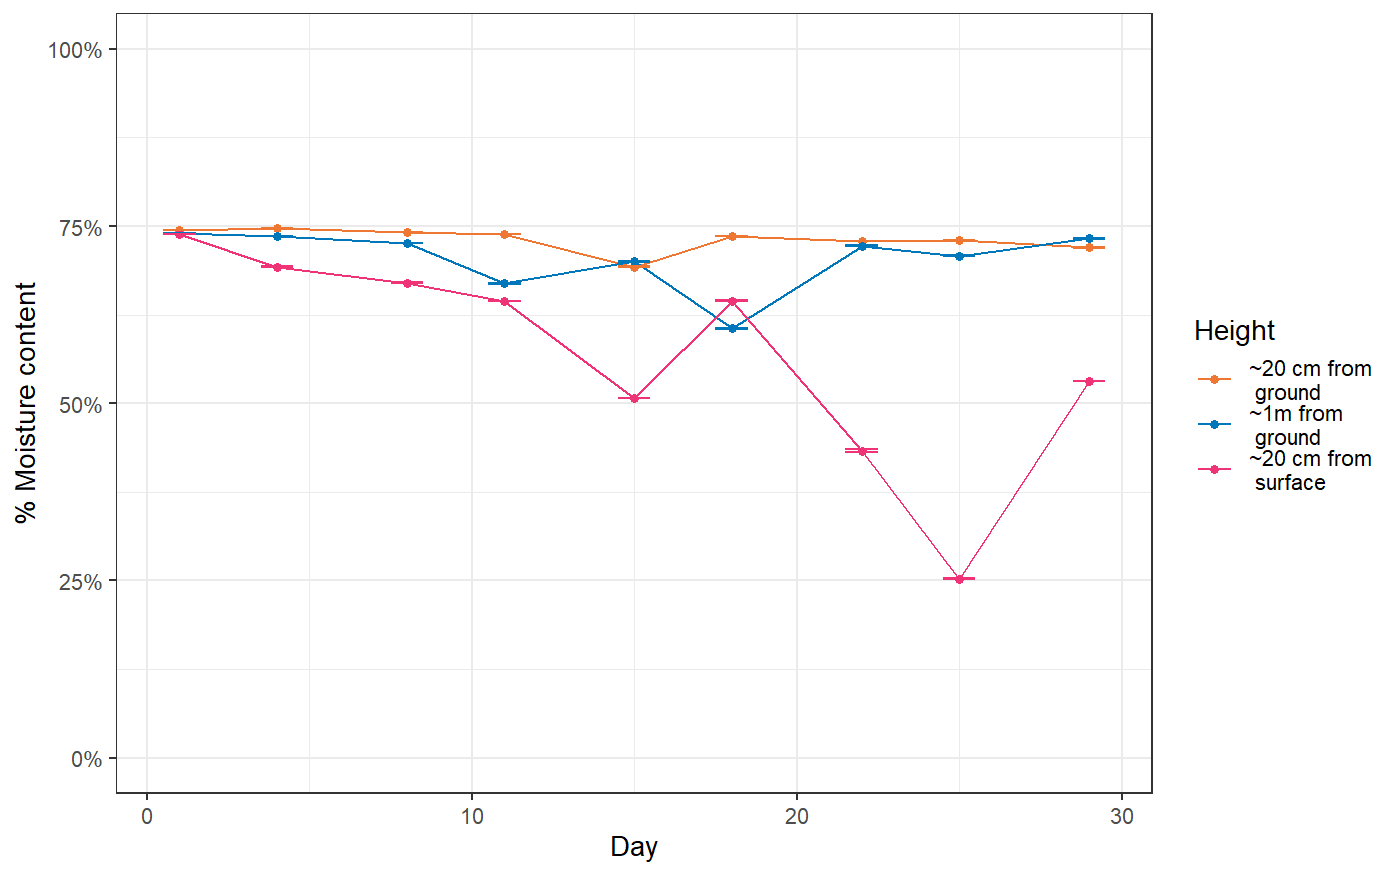 100%
75%
50%
25%
0%
% Moisture content
0
10
20
30
Day
Height
~20 cm from
ground
~1m from
ground
~20 cm from
surface